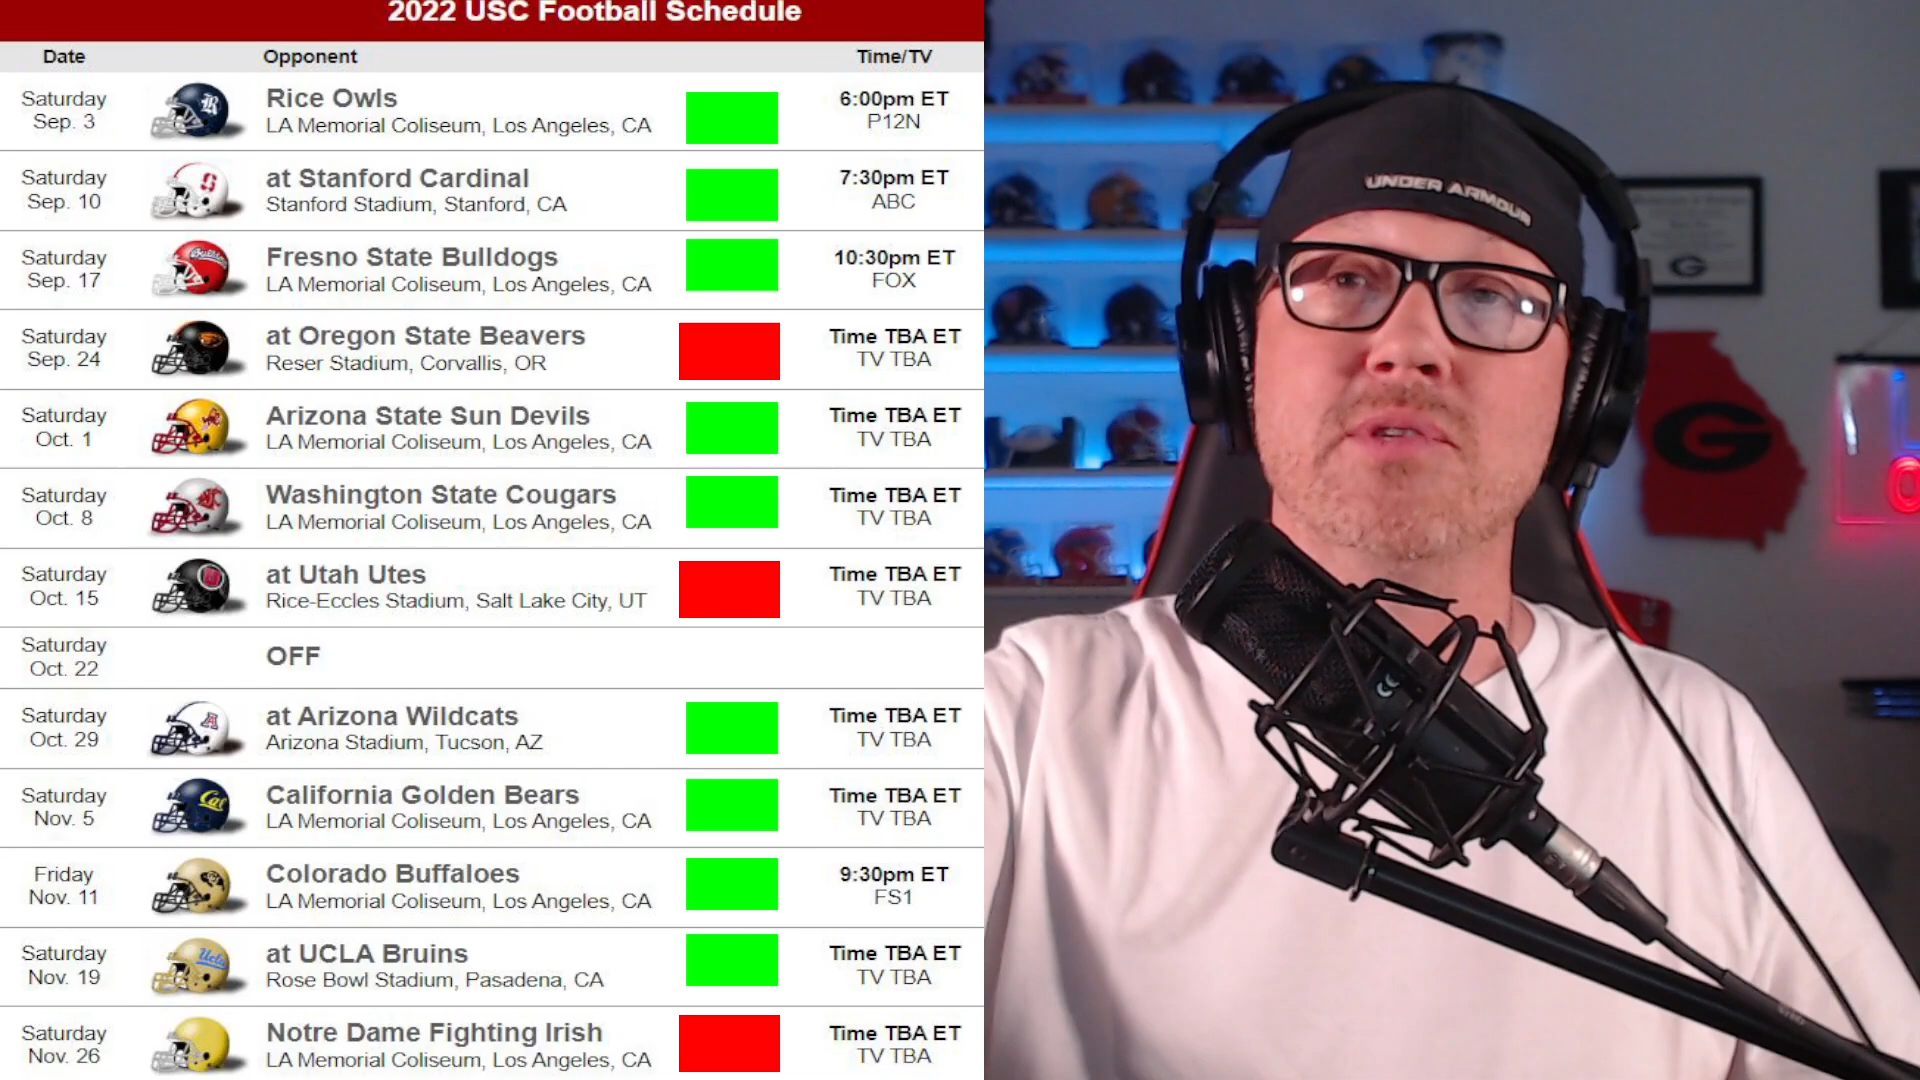 2022 USC Football Schedule
Date Opponent Time/TV
Saturday Sep. 3
Rice Owls
LA Memorial Coliseum, Los Angeles, CA
6:00pm ET
P12N
Saturday Sep. 10
at Stanford Cardinal
Stanford Stadium, Stanford, CA
7:30pm ET
ABC
Saturday Sep. 17
Fresno State Bulldogs
LA Memorial Coliseum, Los Angeles, CA
10:30pm ET
FOX
Saturday Sep. 24
at Oregon State Beavers
Reser Stadium, Corvallis, OR
Time TBA ET
TV TBA
Saturday Oct. 1
Arizona State Sun Devils
LA Memorial Coliseum, Los Angeles, CA
Time TBA ET
TV TBA
Saturday Oct. 8
Washington State Cougars
LA Memorial Coliseum, Los Angeles, CA
Time TBA ET
TV TBA
Saturday Oct. 15
at Utah Utes
Rice-Eccles Stadium, Salt Lake City, UT
Time TBA ET
TV TBA
Saturday Oct. 22
OFF
Saturday Oct. 29
at Arizona Wildcats
Arizona Stadium, Tucson, AZ
Time TBA ET
TV TBA
Saturday Nov. 5
California Golden Bears
LA Memorial Coliseum, Los Angeles, CA
Time TBA ET
TV TBA
Friday Nov. 11
Colorado Buffaloes
LA Memorial Coliseum, Los Angeles, CA
9:30pm ET
FS1
Saturday Nov. 19
at UCLA Bruins
Rose Bowl Stadium, Pasadena, CA
Time TBA ET
TV TBA
Saturday Nov. 26
Notre Dame Fighting Irish
LA Memorial Coliseum, Los Angeles, CA
Time TBA ET
TV TBA
UNDER ARMOUR
G
G